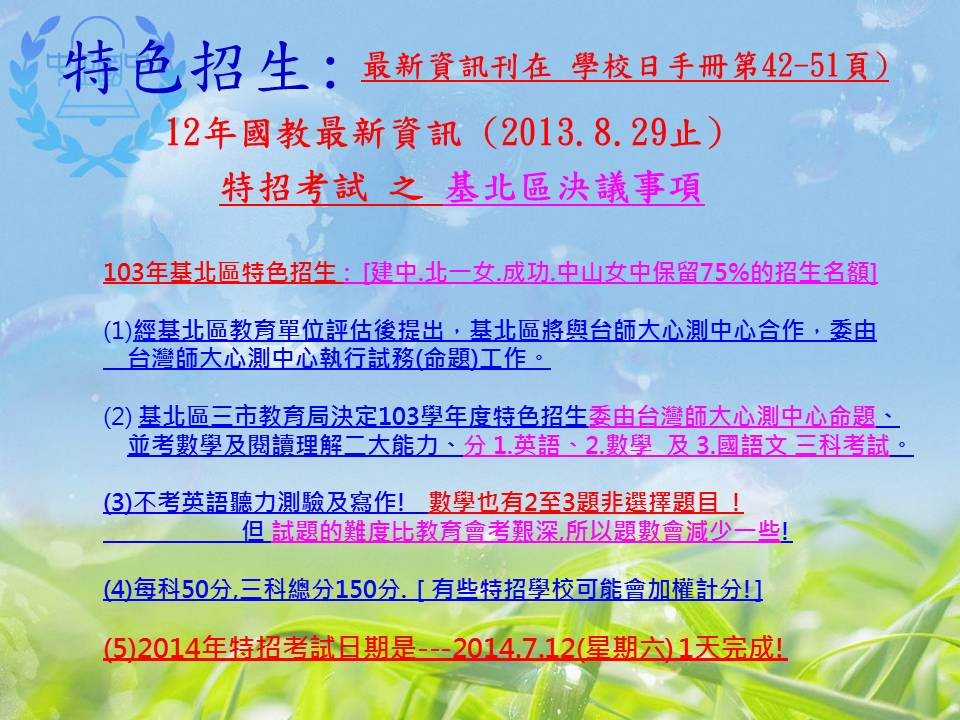 特色招生：最新資訊刊在 學校日手冊第42-51頁)
12年國教最新資訊 (2013.8.29止)
特招考試 之 基北區決議事項
103年基北區特色招生： [建中.北一女.成功.中山女中保留75%的招生名額]
(1)經基北區教育單位評估後提出，基北區將與台師大心測中心合作，委由
台灣師大心測中心執行試務(命題)工作。
(2) 基北區三市教育局決定103學年度特色招生委由台灣師大心測中心命題、
並考數學及閱讀理解二大能力、分 1.英語、2.數學 及 3.國語文 三科考試。
(3)不考英語聽力測驗及寫作! 數學也有2至3題非選擇題目 !
但 試題的難度比教育會考艱深,所以題數會減少一些!
(4)每科50分,三科總分150分. [ 有些特招學校可能會加權計分! ]
(5)2014年特招考試日期是---2014.7.12(星期六) 1天完成!